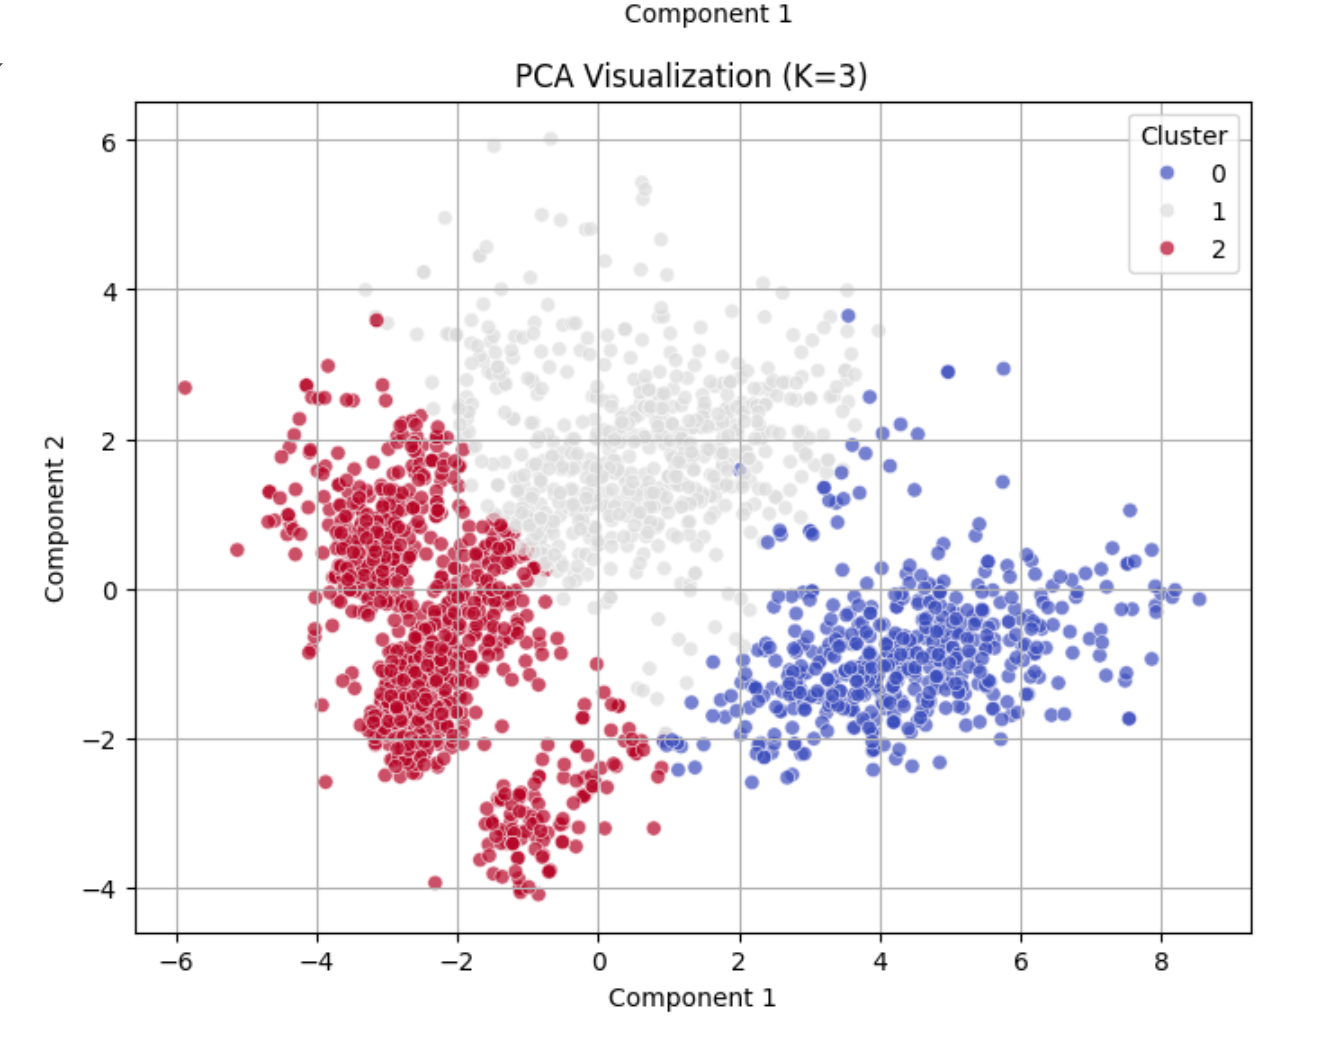 Component 1
PCA Visualization (K=3)
Cluster
0
1
2
6
4
2
0
−2
−4
Component 2
−6 −4 −2 0 2 4 6 8
Component 1